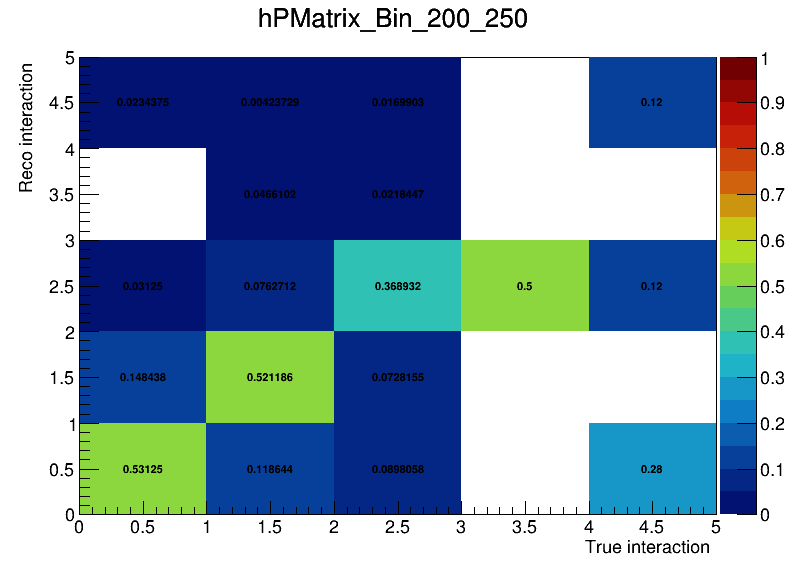 hPMatrix_Bin_200_250
Reco interaction
5
4.5
4
3.5
3
2.5
2
1.5
1
0.5
0
0.0234375 0.00423729 0.0169903 0.12
0.0466102 0.0218447
0.03125 0.0762712 0.368932 0.5 0.12
0.148438 0.521186 0.0728155
0.53125 0.118644 0.0898058 0.28
0 0.5 1 1.5 2 2.5 3 3.5 4 4.5 5
True interaction
1
0.9
0.8
0.7
0.6
0.5
0.4
0.3
0.2
0.1
0